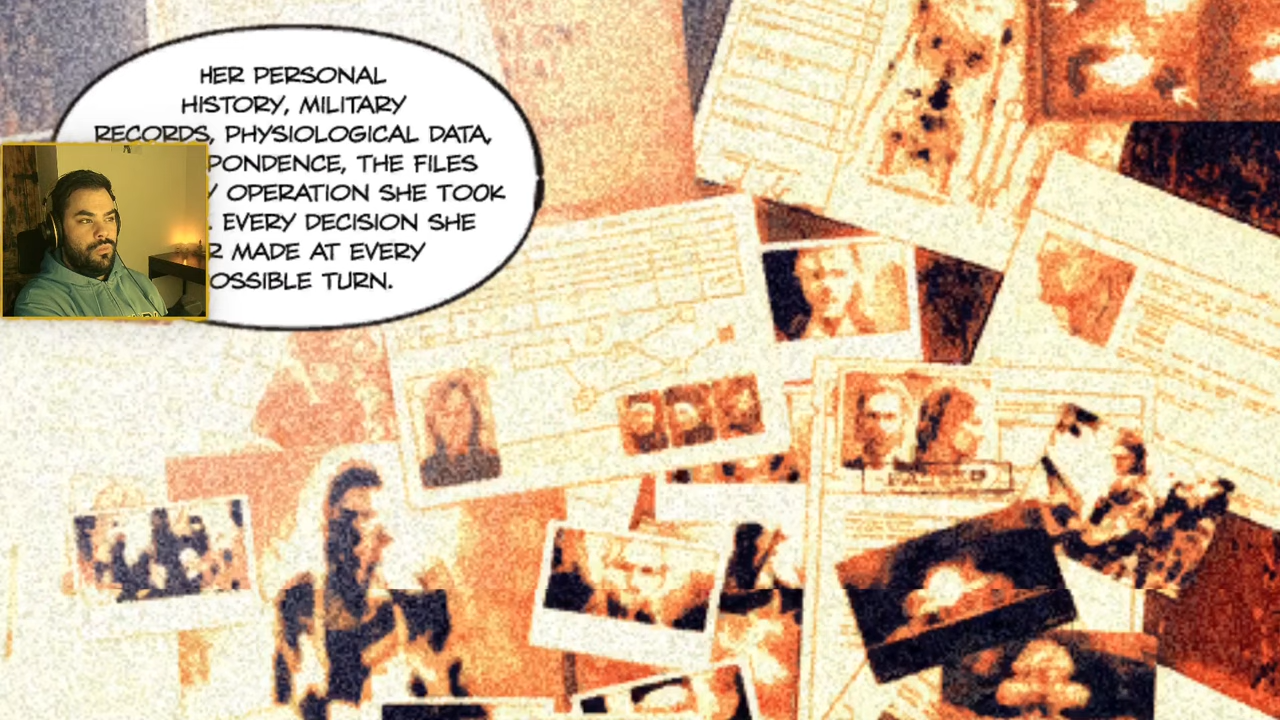 HER PERSONAL
HISTORY, MILITARY
RECORDS, PHYSIOLOGICAL DATA,
PONDENCE, THE FILES
Y OPERATION SHE TOOK
. EVERY DECISION SHE
R MADE AT EVERY
OSSIBLE TURN.